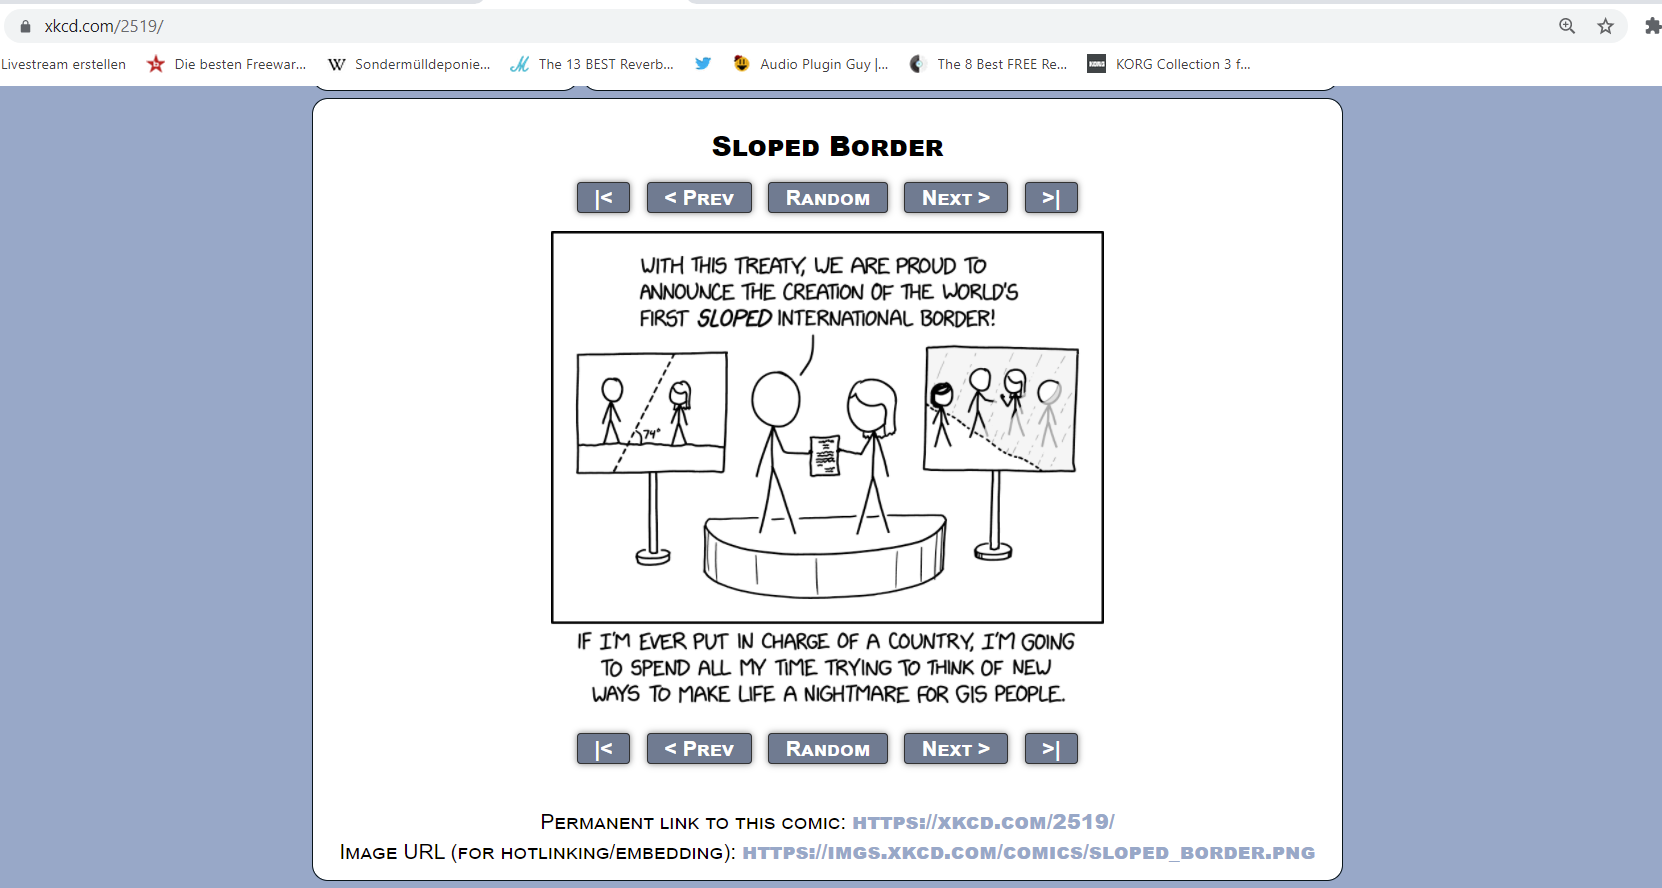 xkcd.com/2519/
Livestream erstellen Die besten Freewar... Sondermülldeponie... The 13 BEST Reverb... Audio Plugin Guy |... The 8 Best FREE Re... KORG KORG Collection 3 f...
SLOPED BORDER
|< < PREV RANDOM NEXT > >|
WITH THIS TREATY, WE ARE PROUD TO
ANNOUNCE THE CREATION OF THE WORLD'S
FIRST SLOPED INTERNATIONAL BORDER!
74°
IF I'M EVER PUT IN CHARGE OF A COUNTRY, I'M GOING
TO SPEND ALL MY TIME TRYING TO THINK OF NEW
WAYS TO MAKE LIFE A NIGHTMARE FOR GIS PEOPLE.
|< < PREV RANDOM NEXT > >|
PERMANENT LINK TO THIS COMIC: HTTPS://XKCD.COM/2519/
IMAGE URL (FOR HOTLINKING/EMBEDDING): HTTPS://IMGS.XKCD.COM/COMICS/SLOPED_BORDER.PNG